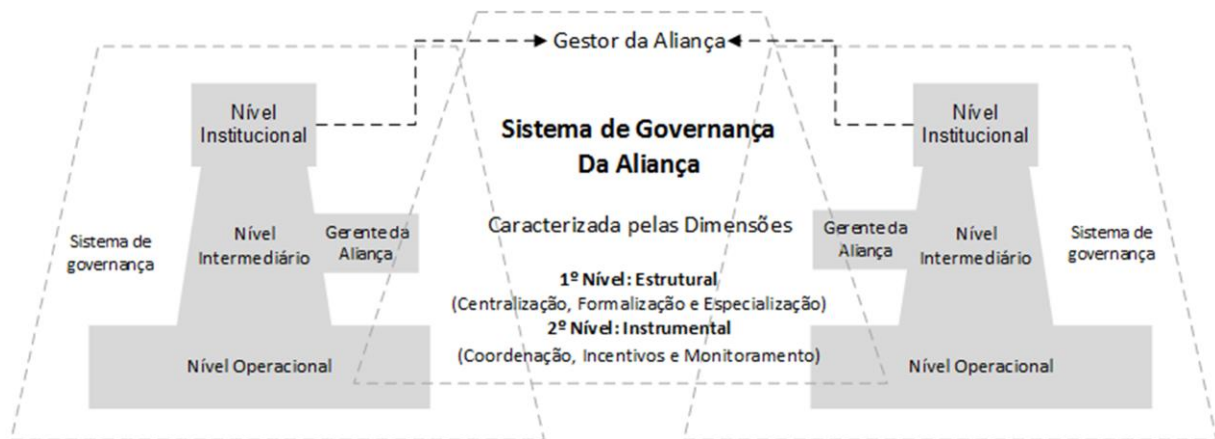 Gestor da Aliança
Nível
Institucional
Nível
Institucional
Sistema de Governança
Da Aliança
Sistema de
governança
Nível
Intermediário
Gerente da
Aliança
Caracterizada pelas Dimensões
Gerente da
Aliança
Nível
Intermediário
Sistema de
governança
1º Nível: Estrutural
(Centralização, Formalização e Especialização)
2º Nível: Instrumental
(Coordenação, Incentivos e Monitoramento)
Nível Operacional
Nível Operacional